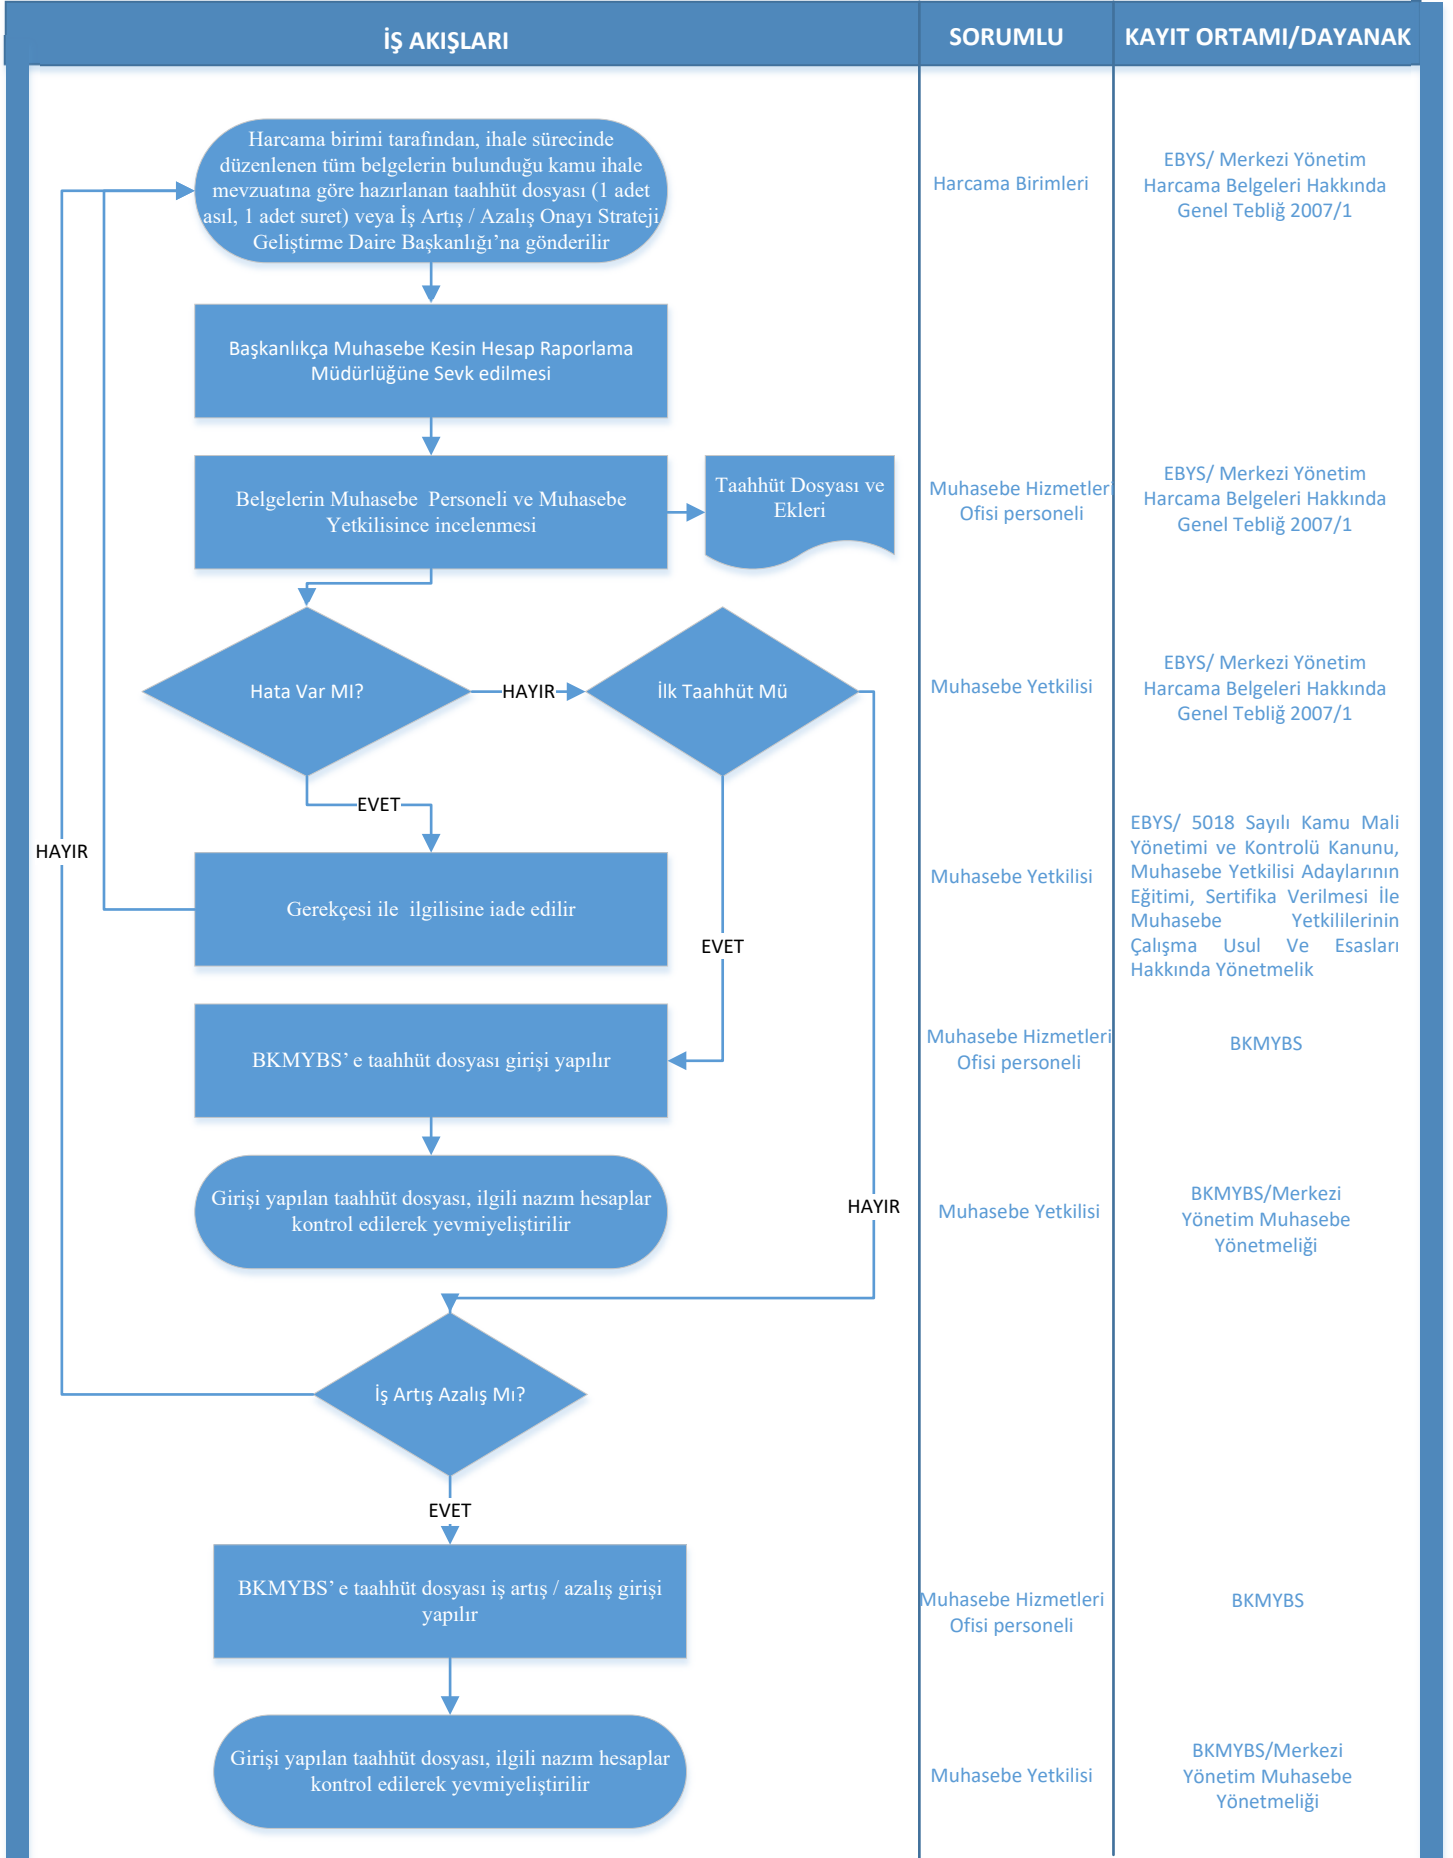 İŞ AKIŞLARI
SORUMLU
KAYIT ORTAMI/DAYANAK
Harcama birimi tarafından, ihale sürecinde
düzenlenen tüm belgelerin bulunduğu kamu ihale
mevzuatına göre hazırlanan taahhüt dosyası (1 adet
asıl, 1 adet suret) veya İş Artış / Azalış Onayı Strateji
Geliştirme Daire Başkanlığı’na gönderilir
Harcama Birimleri
EBYS/ Merkezi Yönetim
Harcama Belgeleri Hakkında
Genel Tebliğ 2007/1
Başkanlıkça Muhasebe Kesin Hesap Raporlama
Müdürlüğüne Sevk edilmesi
Belgelerin Muhasebe  Personeli ve Muhasebe
Yetkilisince incelenmesi
Taahhüt Dosyası ve
Ekleri
Muhasebe Hizmetleri
Ofisi personeli
EBYS/ Merkezi Yönetim
Harcama Belgeleri Hakkında
Genel Tebliğ 2007/1
Hata Var MI?
HAYIR
İlk Taahhüt Mü
Muhasebe Yetkilisi
EBYS/ Merkezi Yönetim
Harcama Belgeleri Hakkında
Genel Tebliğ 2007/1
EVET
HAYIR
Gerekçesi ile  ilgilisine iade edilir
EVET
Muhasebe Yetkilisi
EBYS/ 5018 Sayılı Kamu Mali
Yönetimi ve Kontrolü Kanunu,
Muhasebe Yetkilisi Adaylarının
Eğitimi, Sertifika Verilmesi İle
Muhasebe Yetkililerinin
Çalışma Usul Ve Esasları
Hakkında Yönetmelik
BKMYBS’ e taahhüt dosyası girişi yapılır
Muhasebe Hizmetleri
Ofisi personeli
BKMYBS
Girişi yapılan taahhüt dosyası, ilgili nazım hesaplar
kontrol edilerek yevmiyeliştirilir
HAYIR
Muhasebe Yetkilisi
BKMYBS/Merkezi
Yönetim Muhasebe
Yönetmeliği
İş Artış Azalış Mı?
EVET
BKMYBS’ e taahhüt dosyası iş artış / azalış girişi
yapılır
Muhasebe Hizmetleri
Ofisi personeli
BKMYBS
Girişi yapılan taahhüt dosyası, ilgili nazım hesaplar
kontrol edilerek yevmiyeliştirilir
Muhasebe Yetkilisi
BKMYBS/Merkezi
Yönetim Muhasebe
Yönetmeliği